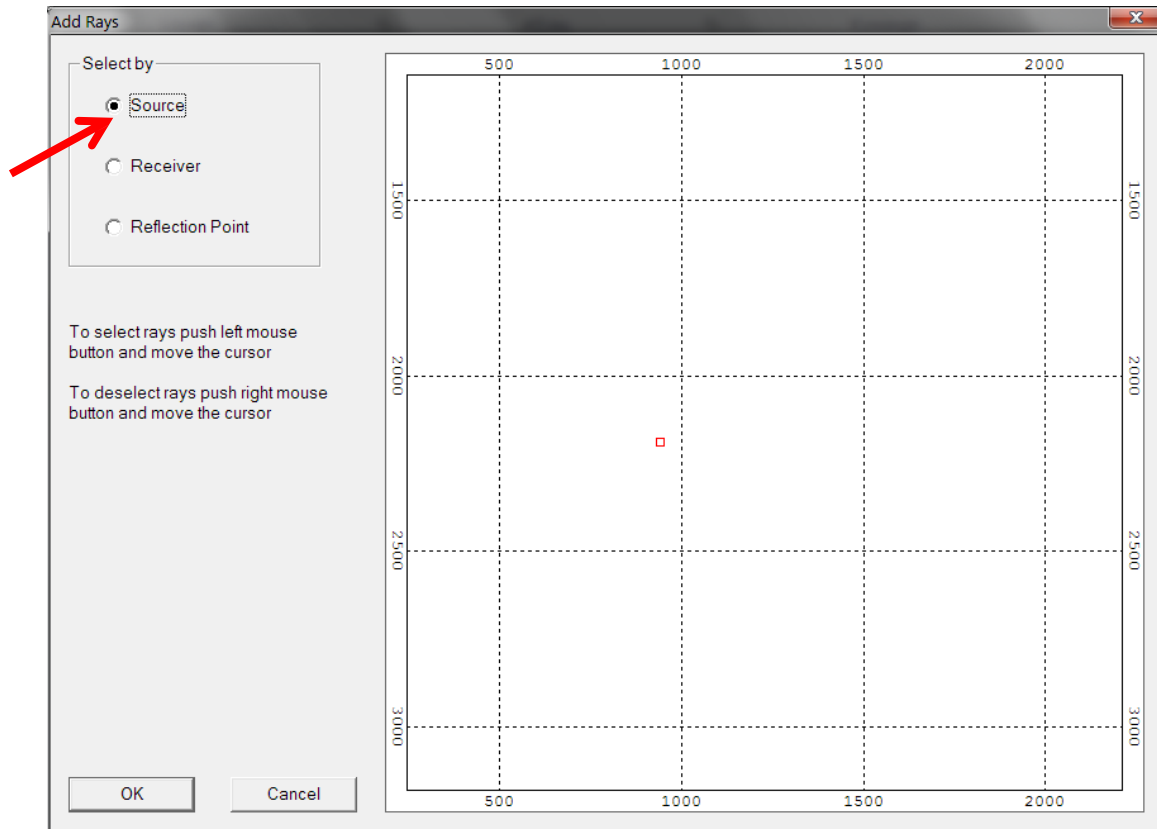 Add Rays
Select by
Source
Receiver
Reflection Point
To select rays push left mouse
button and move the cursor
To deselect rays push right mouse
button and move the cursor
OK
Cancel
500 1000 1500 2000
1500 1500
2000 2000
2500 2500
3000 3000
500 1000 1500 2000